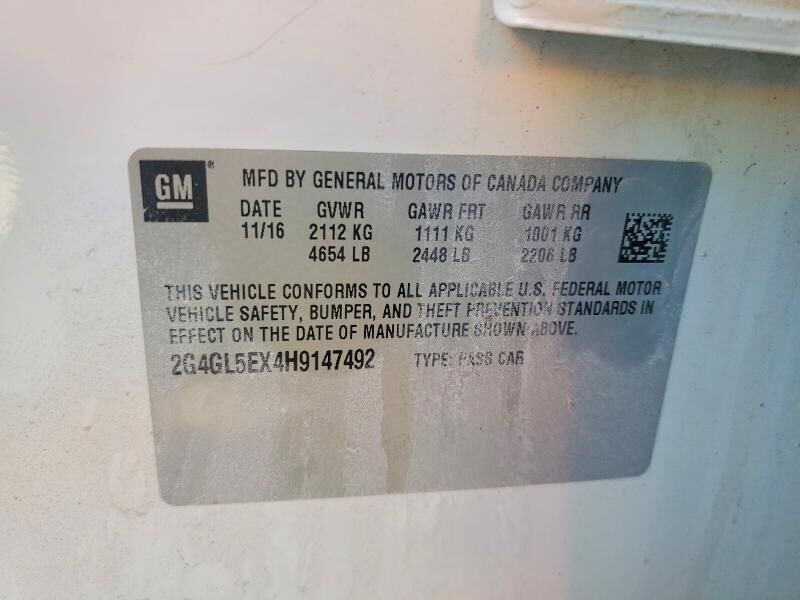 GM ®
MFD BY GENERAL MOTORS OF CANADA COMPANY
DATE GVWR GAWR FRT GAWR RR
11/16 2112 KG 1111 KG 1001 KG
4654 LB 2448 LB 2206 LB
THIS VEHICLE CONFORMS TO ALL APPLICABLE U.S. FEDERAL MOTOR
VEHICLE SAFETY, BUMPER, AND THEFT PREVENTION STANDARDS IN
EFFECT ON THE DATE OF MANUFACTURE SHOWN ABOVE.
2G4GL5EX4H9147492 TYPE: PASS CAR